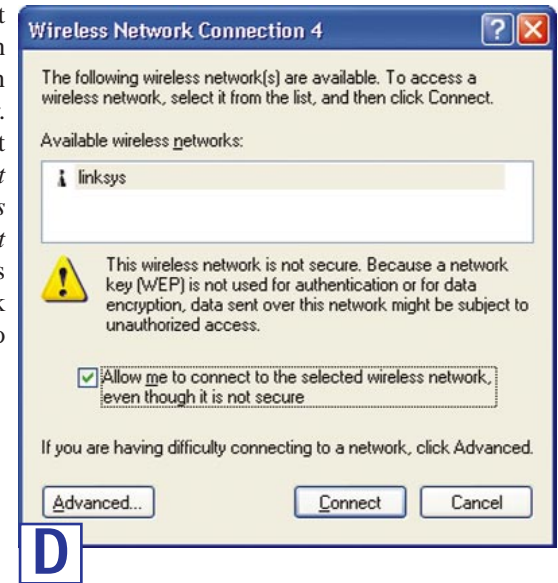 t
n
n
.
t
t
s
t
s
k
o
Wireless Network Connection 4
The following wireless network(s) are available. To access a
wireless network, select it from the list, and then click Connect.
Available wireless networks:
linksys
This wireless network is not secure. Because a network
key (WEP) is not used for authentication or for data
encryption, data sent over this network might be subject to
unauthorized access.
Allow me to connect to the selected wireless network,
even though it is not secure
If you are having difficulty connecting to a network, click Advanced.
Advanced... Connect Cancel
D